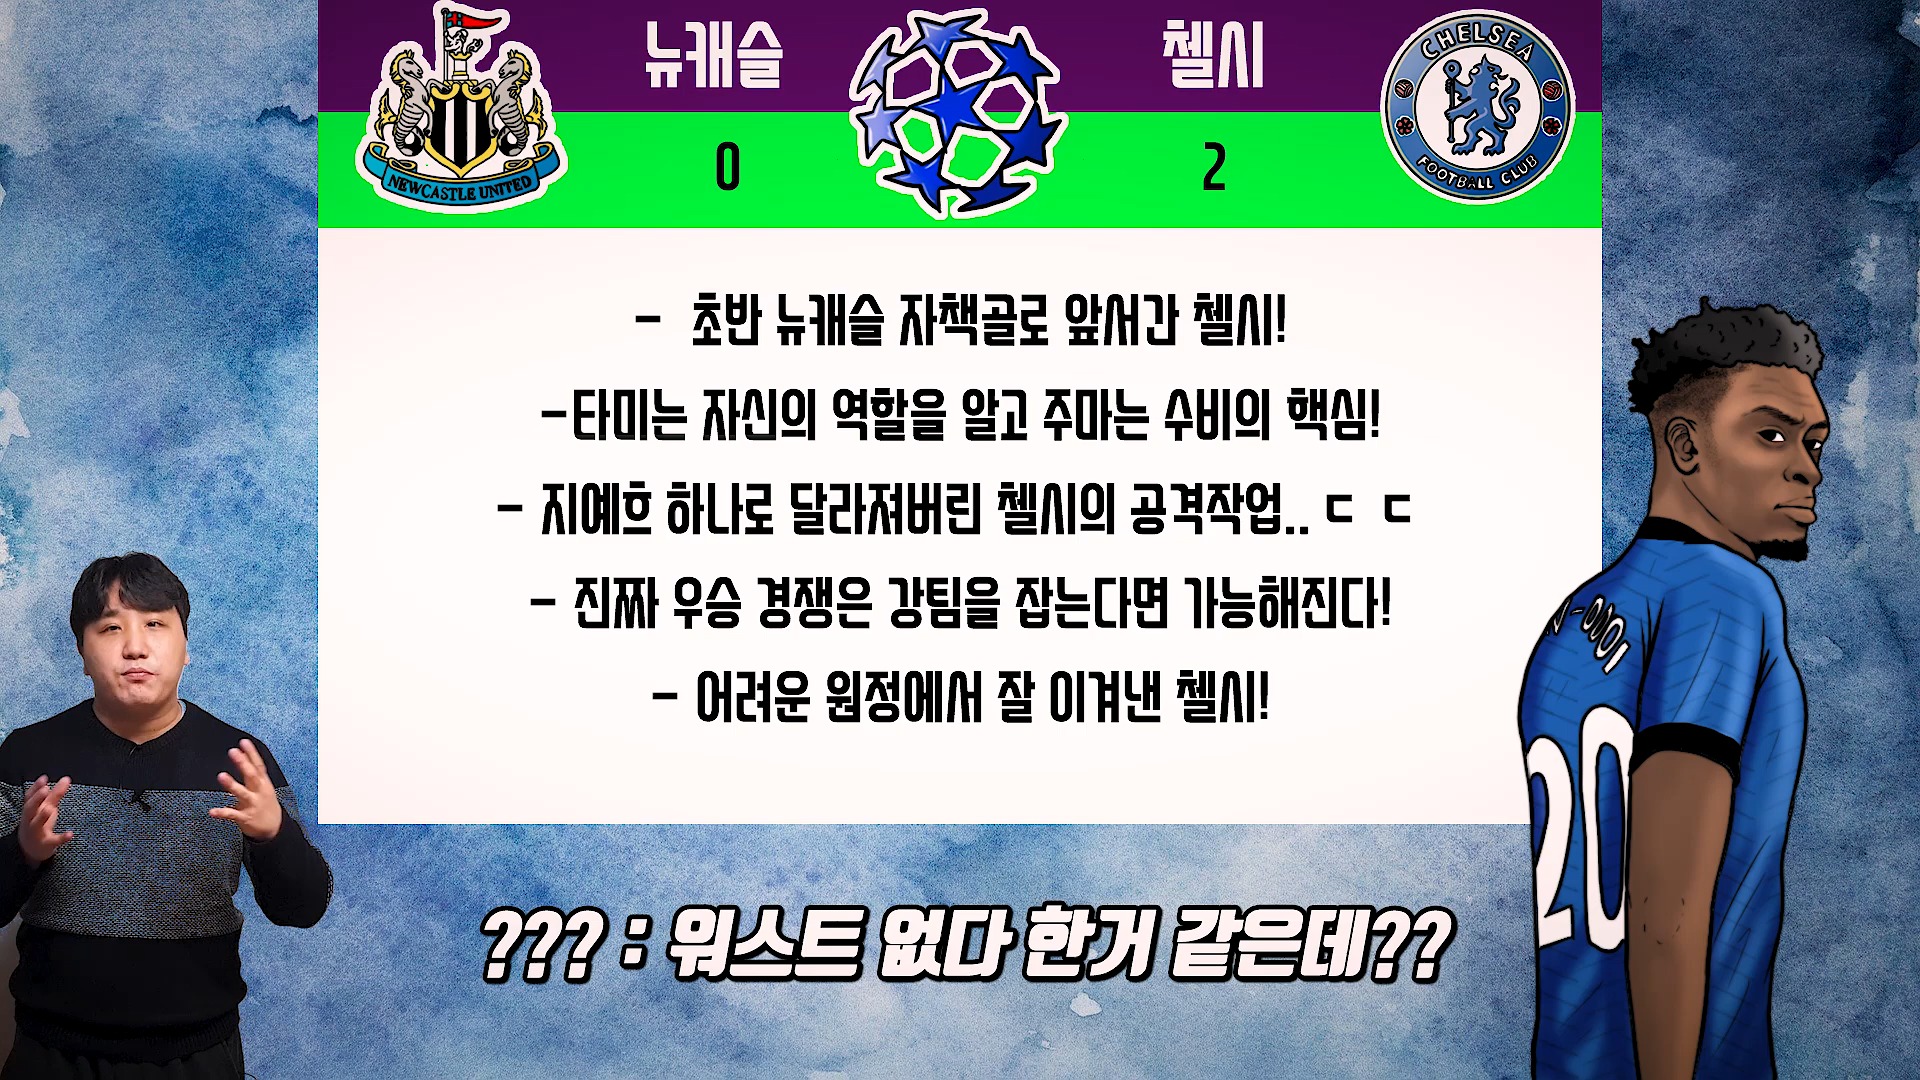 뉴캐슬
첼시
0
2
NEWCASTLE UNITED
CHELSEA
FOOTBALL CLUB
- 초반 뉴캐슬 자책골로 앞서간 첼시!
-타미는 자신의 역할을 알고 주마는 수비의 핵심!
- 지예흐 하나로 달라져버린 첼시의 공격작업.. ㄷ ㄷ
- 진짜 우승 경쟁은 강팀을 잡는다면 가능해진다!
- 어려운 원정에서 잘 이겨낸 첼시!
20
??? : 워스트 없다 한거 같은데??